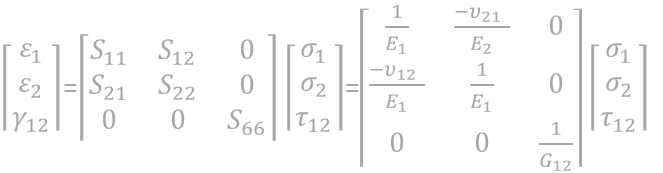 [ε₁ ε₂ γ₁₂] = [S₁₁ S₁₂ 0; S₂₁ S₂₂ 0; 0 0 S₆₆] [σ₁ σ₂ τ₁₂] = [1/E₁ -υ₂₁/E₂ 0; -υ₁₂/E₁ 1/E₁ 0; 0 0 1/G₁₂] [σ₁ σ₂ τ₁₂]